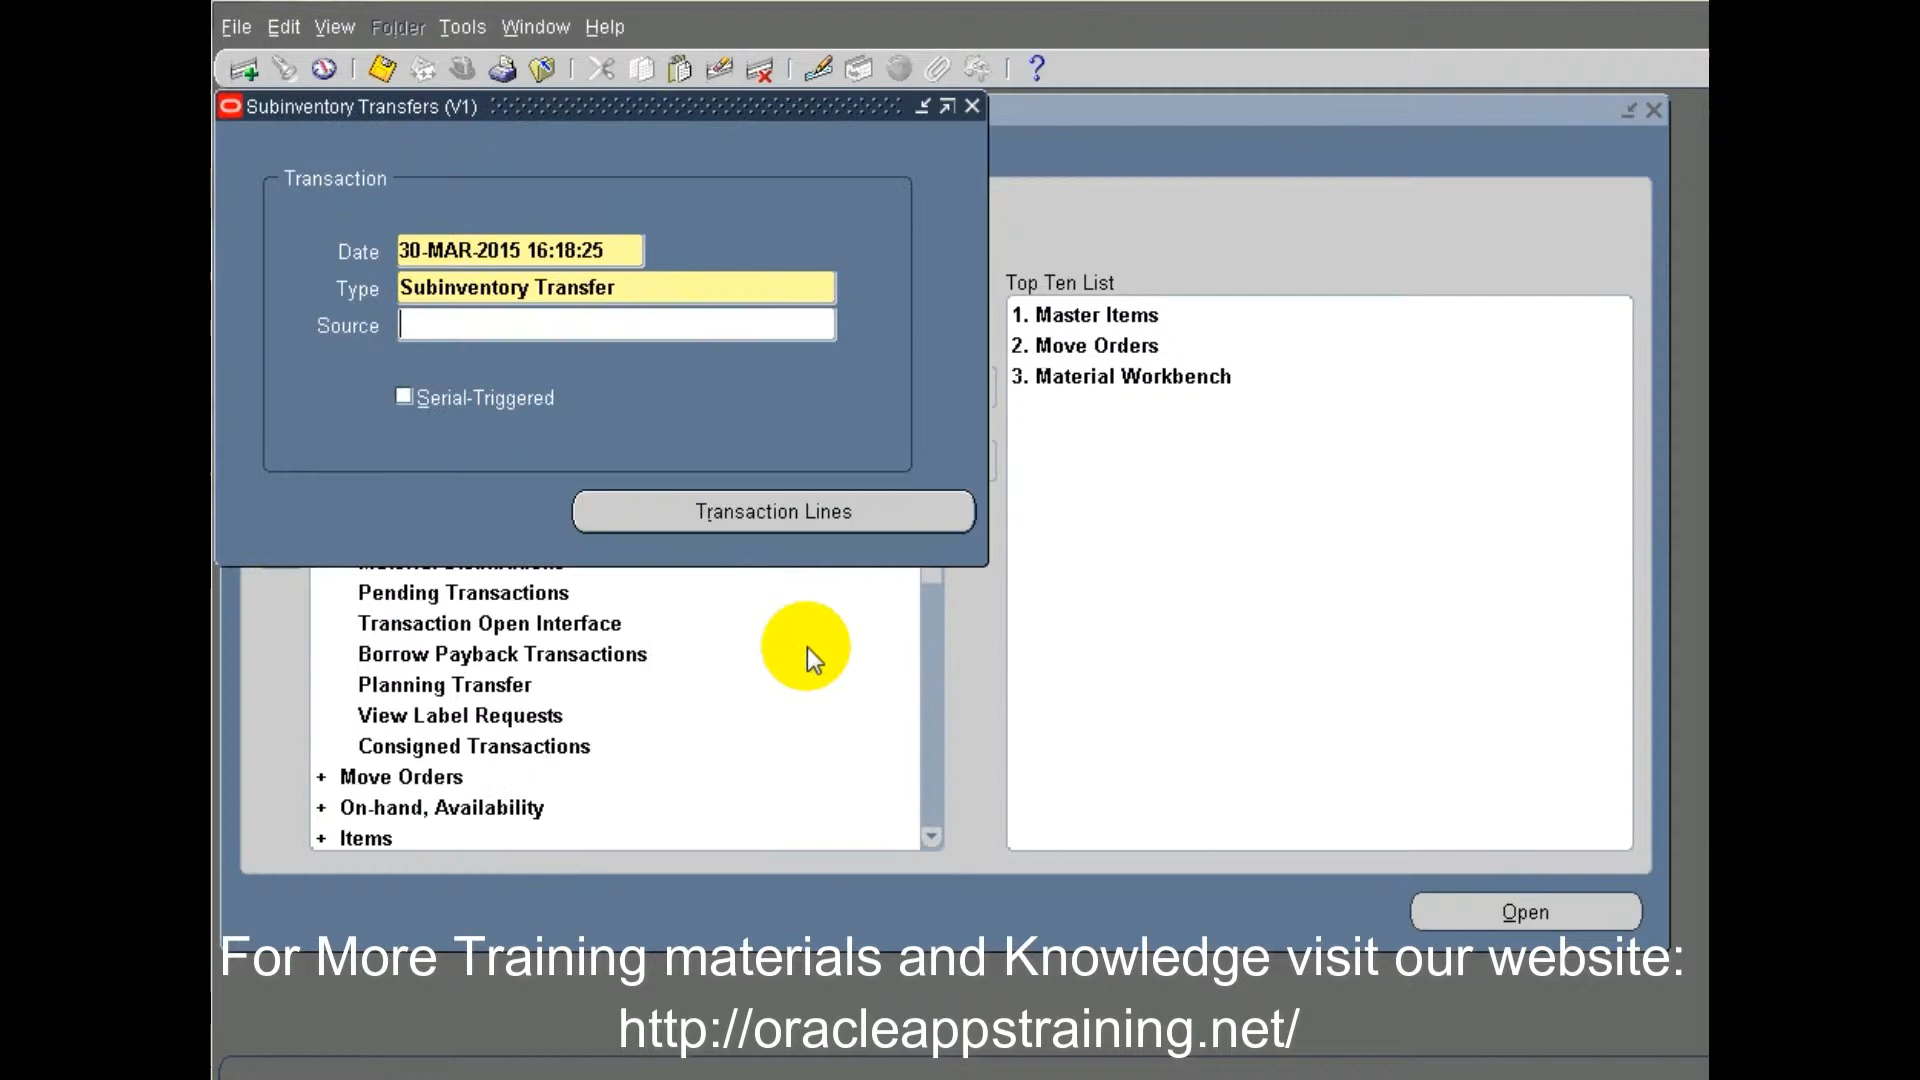 File Edit View Folder Tools Window Help
Subinventory Transfers (V1)
Transaction
Date 30-MAR-2015 16:18:25
Type Subinventory Transfer
Source
Serial-Triggered
Transaction Lines
Top Ten List
1. Master Items
2. Move Orders
3. Material Workbench
Pending Transactions
Transaction Open Interface
Borrow Payback Transactions
Planning Transfer
View Label Requests
Consigned Transactions
+ Move Orders
+ On-hand, Availability
+ Items
Open
For More Training materials and Knowledge visit our website:
http://oracleappstraining.net/